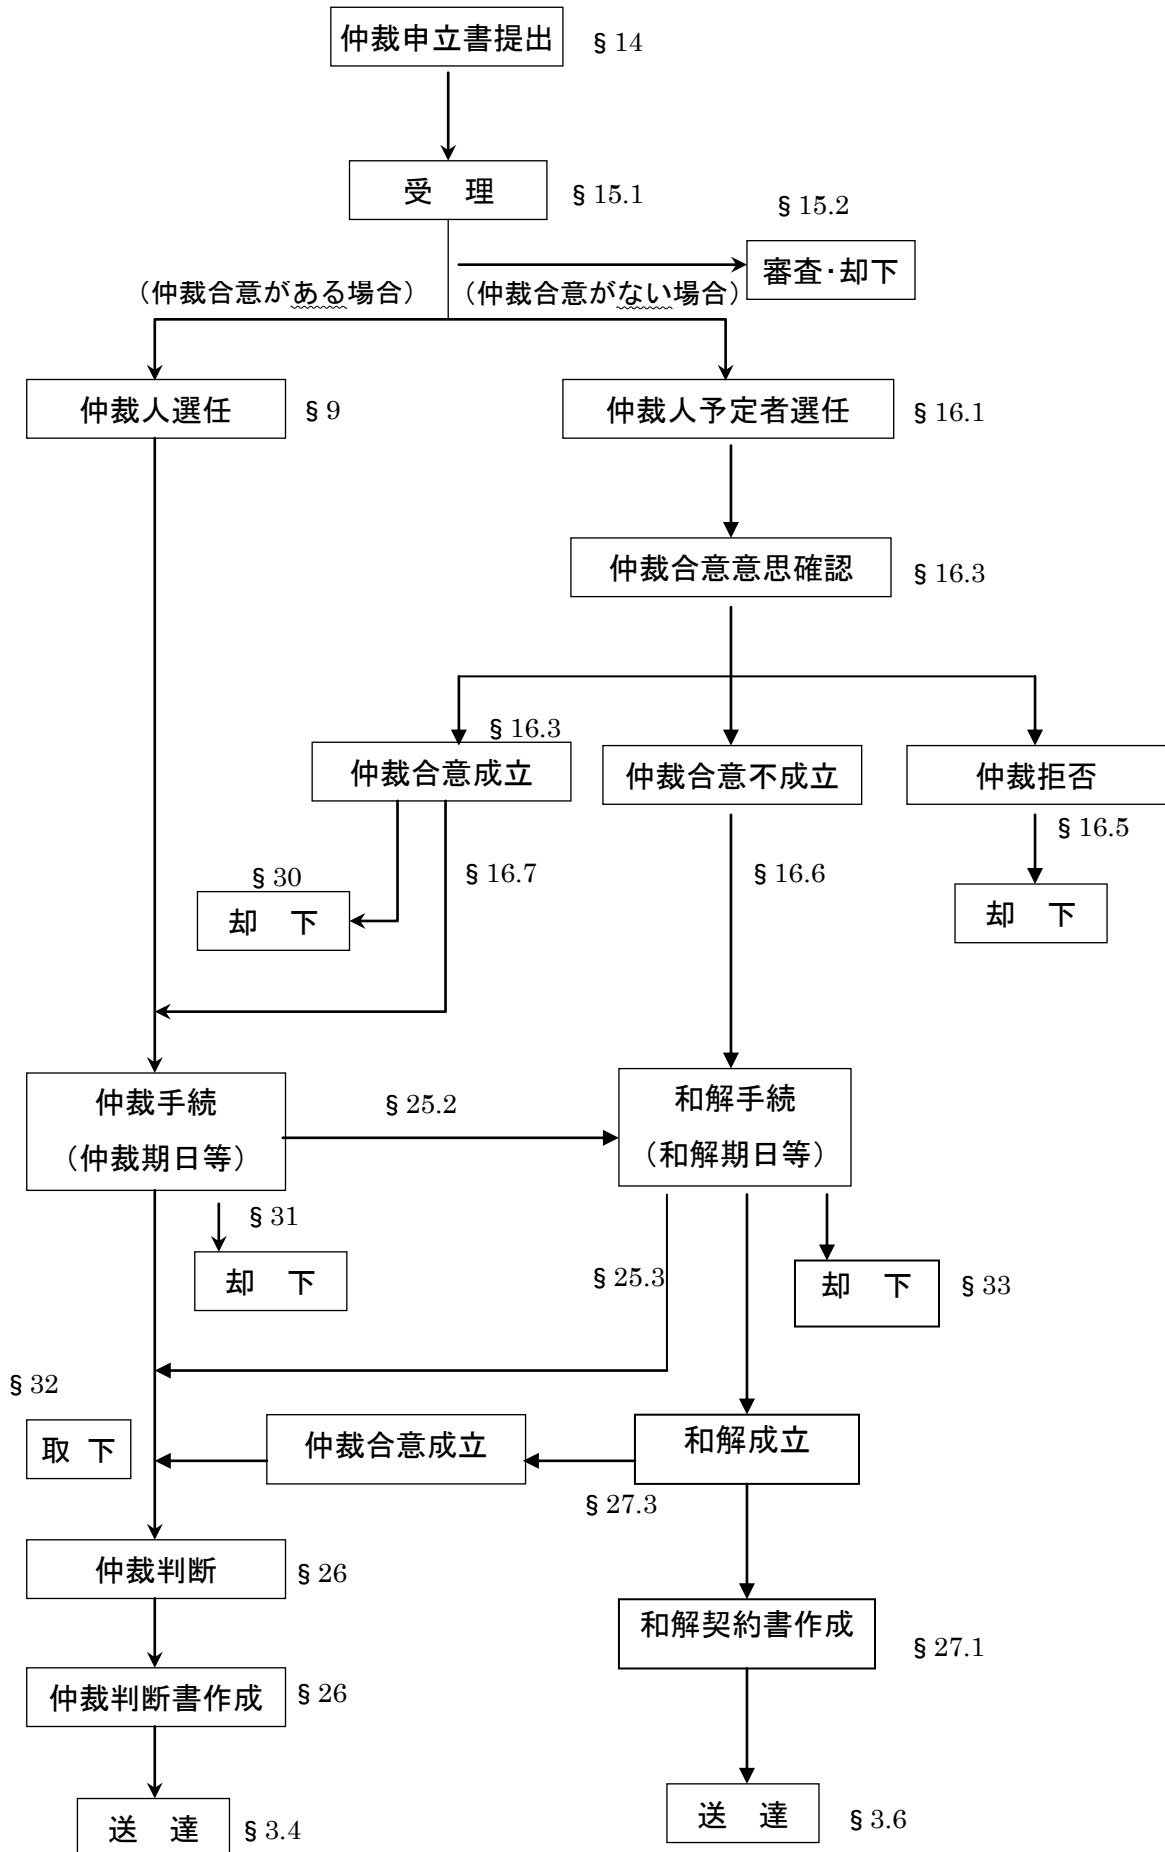 仲裁申立書提出 § 14
受　理 § 15.1
§ 15.2
審査・却下
（仲裁合意がある場合） （仲裁合意がない場合）
仲裁人選任 § 9
仲裁人予定者選任 § 16.1
仲裁合意意思確認 § 16.3
§ 16.3
仲裁合意成立
仲裁合意不成立
仲裁拒否
§ 16.5
§ 30
§ 16.7
§ 16.6
却　下
却　下
仲裁手続
（仲裁期日等）
§ 25.2
和解手続
（和解期日等）
§ 31
却　下
§ 25.3
却　下 § 33
§ 32
取 下
仲裁合意成立
和解成立
§ 27.3
仲裁判断 § 26
和解契約書作成 § 27.1
仲裁判断書作成 § 26
送　達 § 3.4
送　達 § 3.6